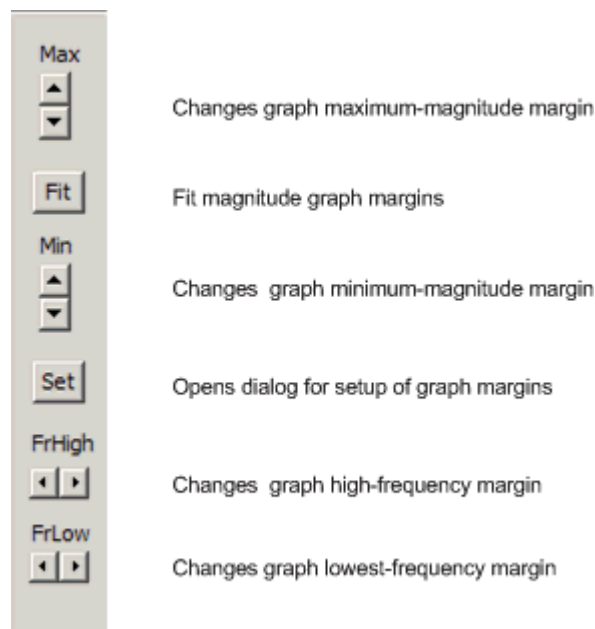 Max
Changes graph maximum-magnitude margin
Fit
Fit magnitude graph margins
Min
Changes graph minimum-magnitude margin
Set
Opens dialog for setup of graph margins
FrHigh
Changes graph high-frequency margin
FrLow
Changes graph lowest-frequency margin